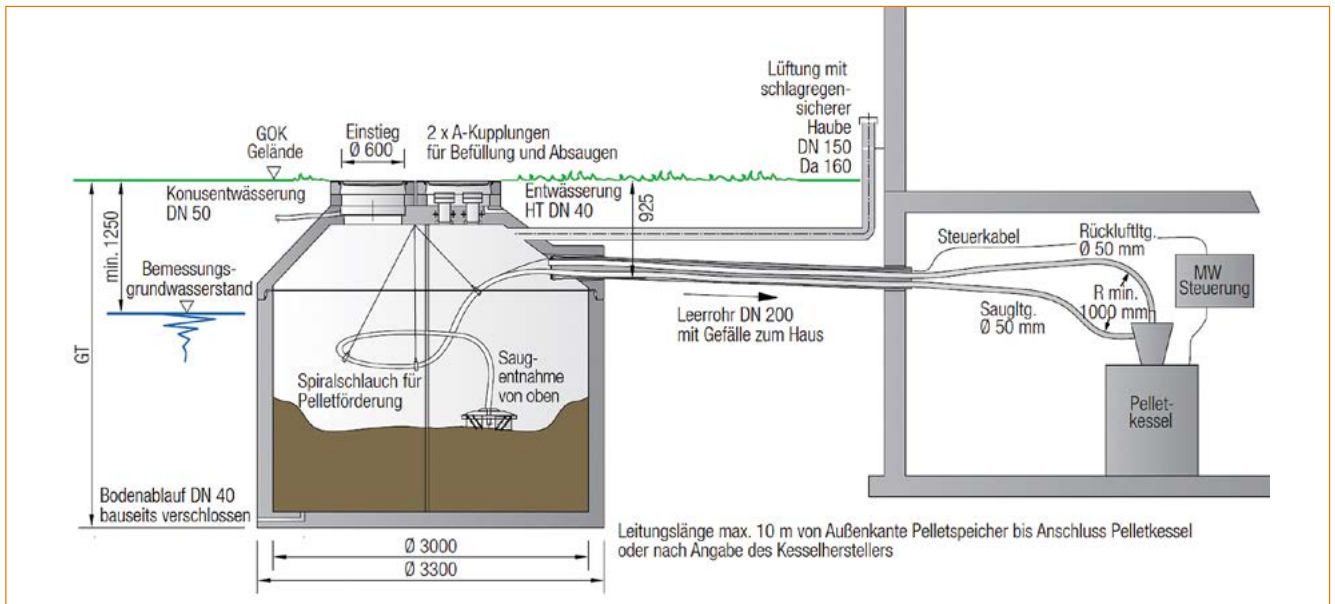 Lüftung mit
schlagregen-
sicherer
Haube
DN 150
Da 160
GOK
Gelände
Einstieg
Ø 600
2 x A-Kupplungen
für Befüllung und Absaugen
Konusentwässerung
DN 50
Entwässerung
HT DN 40
925
min. 1250
Bemessungs-
grundwasserstand
GT
Steuerkabel
Rückluftltg.
Ø 50 mm
MW
Steuerung
R min.
1000 mm
Saugltg.
Ø 50 mm
Leerrohr DN 200
mit Gefälle zum Haus
Spiralschlauch für
Pelletförderung
Saug-
entnahme
von oben
Pellet-
kessel
Bodenablauf DN 40
bauseits verschlossen
Leitungslänge max. 10 m von Außenkante Pelletspeicher bis Anschluss Pelletkessel
oder nach Angabe des Kesselherstellers
Ø 3000
Ø 3300